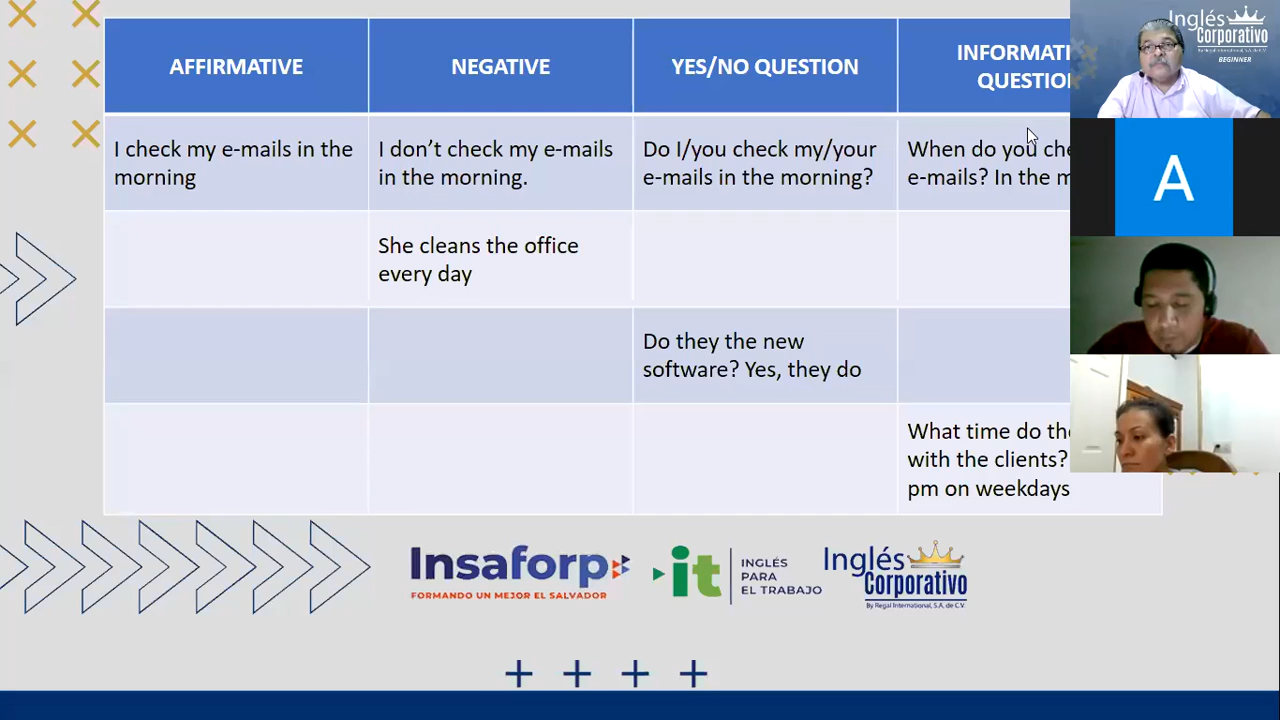 AFFIRMATIVE
NEGATIVE
YES/NO QUESTION
I check my e-mails in the
morning
I don't check my e-mails
in the morning.
Do I/you check my/your
e-mails in the morning?
When do you
e-mails? In the
She cleans the office
every day
Do they the new
software? Yes, they do
What time do
with the clients?
pm on weekdays
Inglés
Corporativo
By Regal International, S.A. de C.V.
BEGINNER
A
Insaforp
FORMANDO UN MEJOR EL SALVADOR
it
INGLÉS
PARA
EL TRABAJO
Inglés
Corporativo
By Regal International, S.A. de C.V.